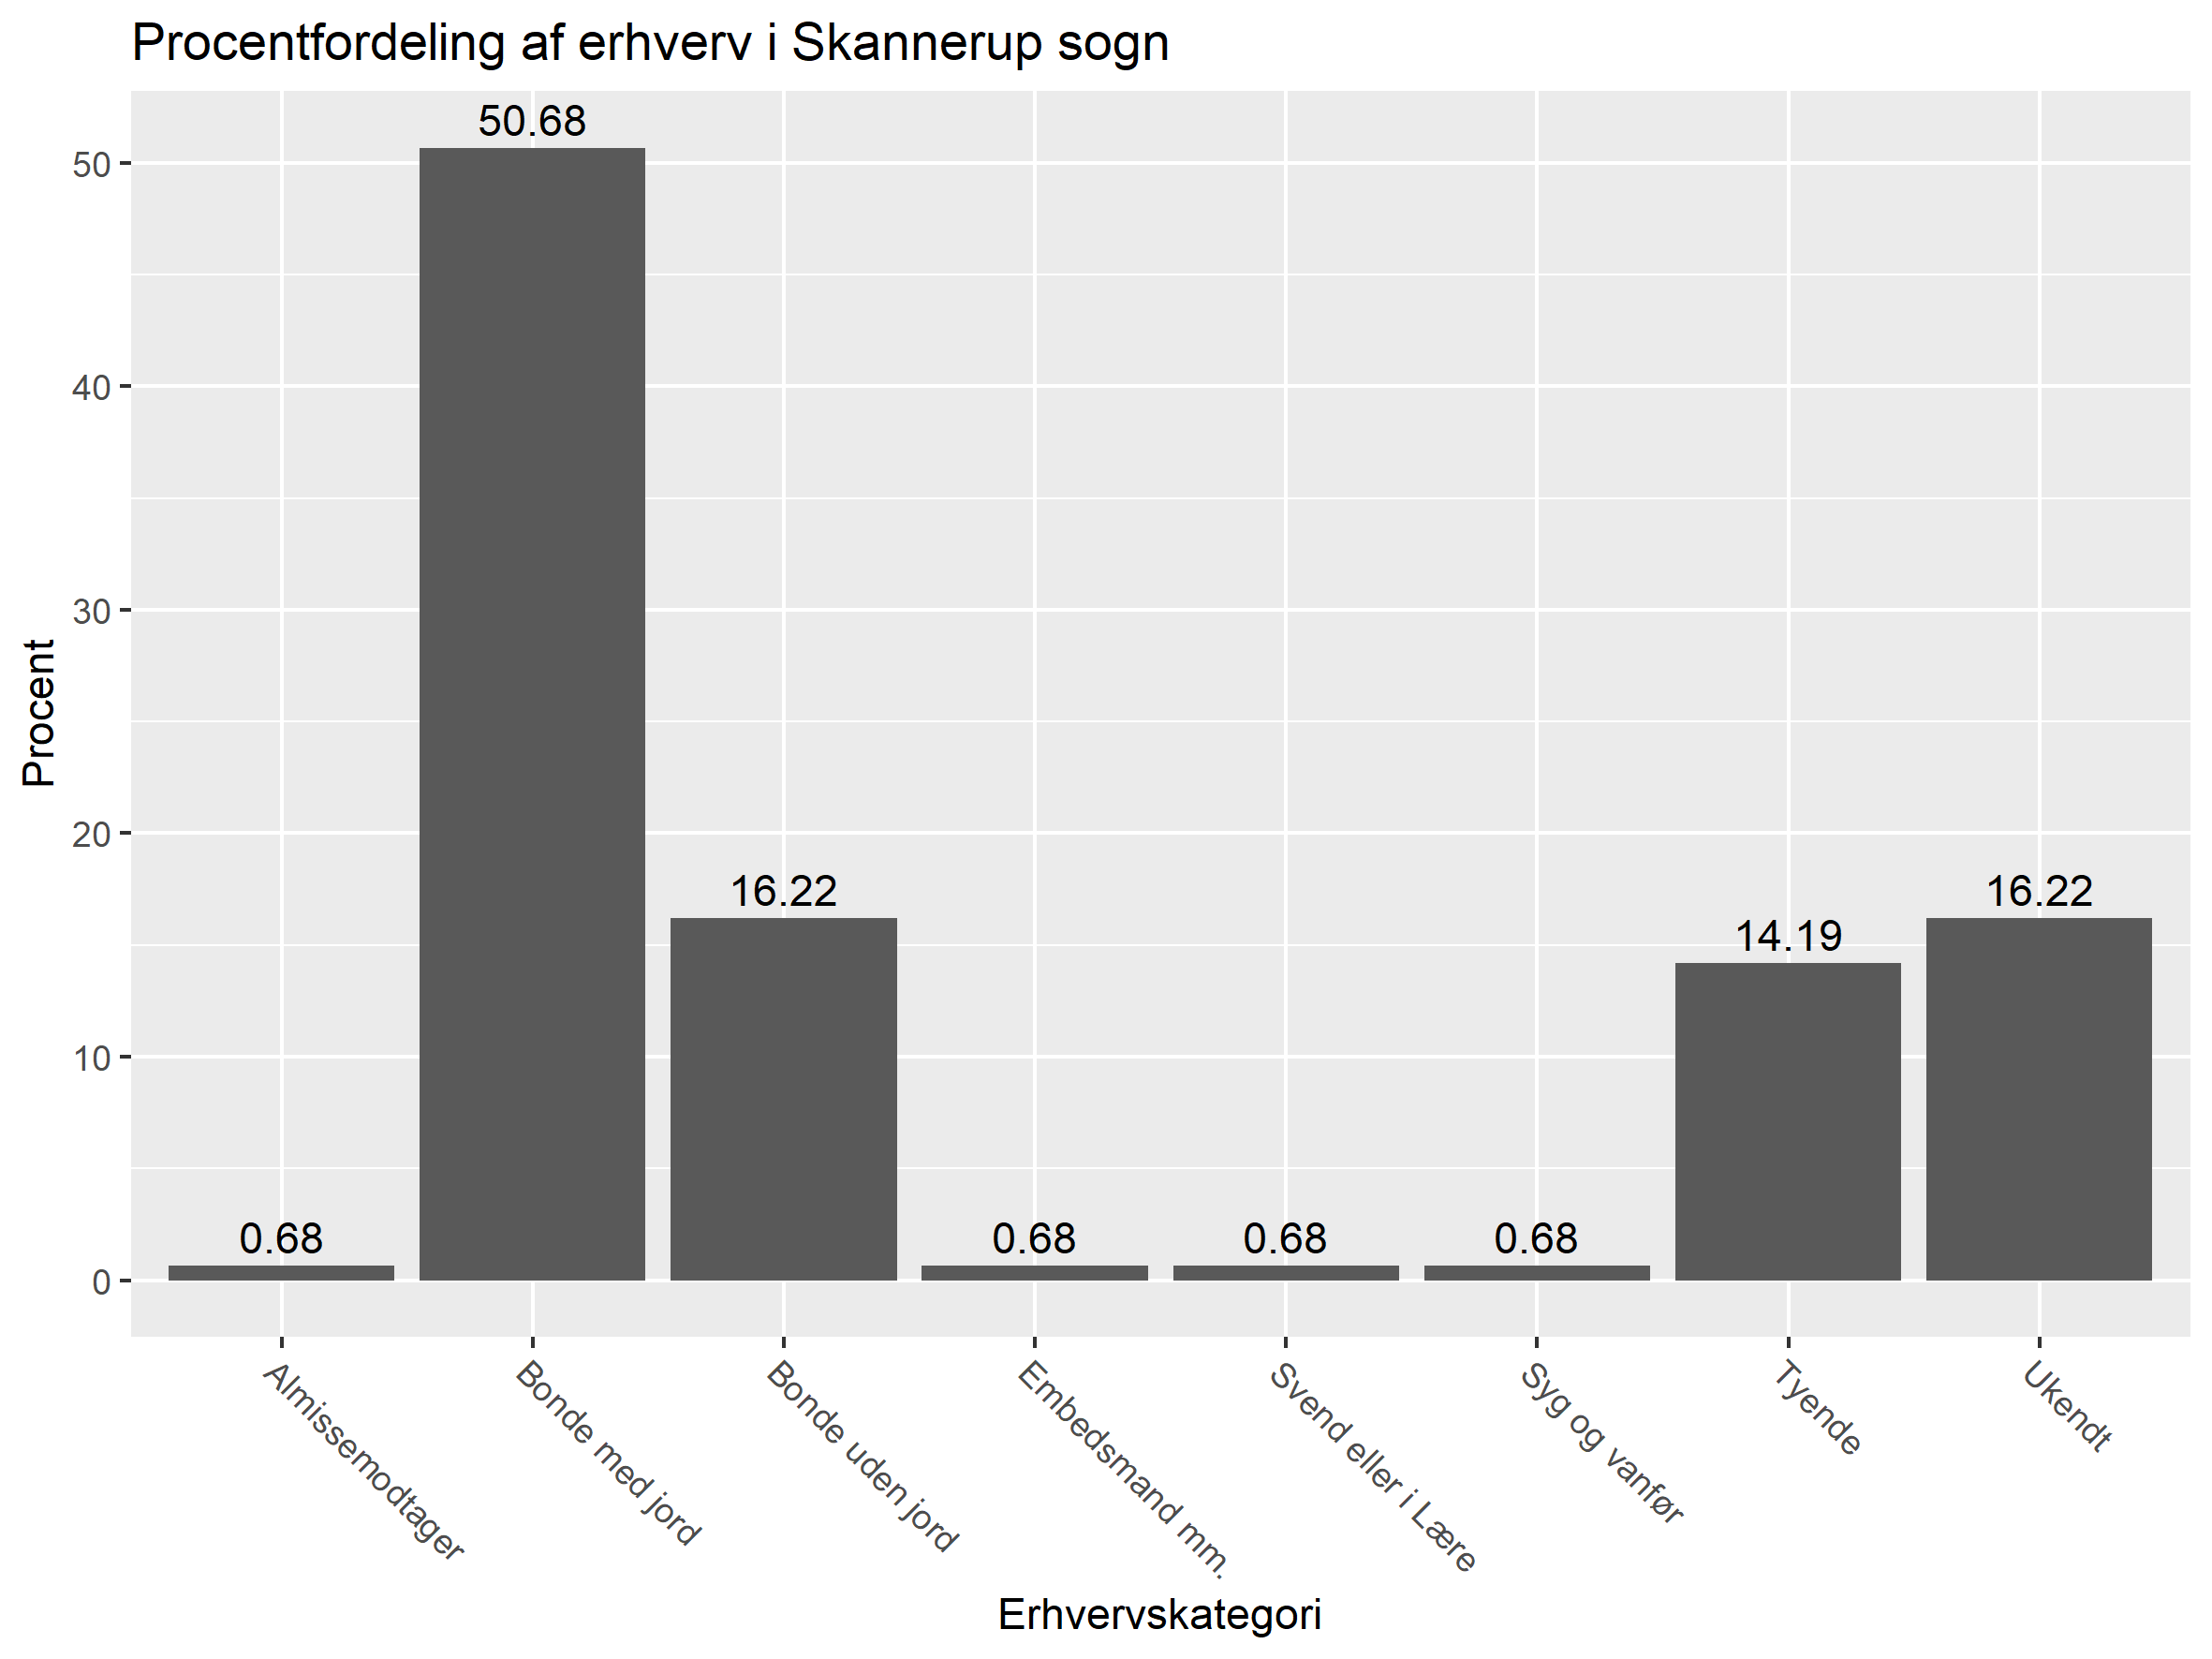 Procentfordeling af erhverv i Skannerup sogn
Procent
50
40
30
20
10
0
0.68
50.68
16.22
0.68
0.68
0.68
14.19
16.22
Almissemodtager
Bonde med jord
Bonde uden jord
Embedsmand mm.
Svend eller i Lære
Syg og vanfør
Tyende
Ukendt
Erhvervskategori